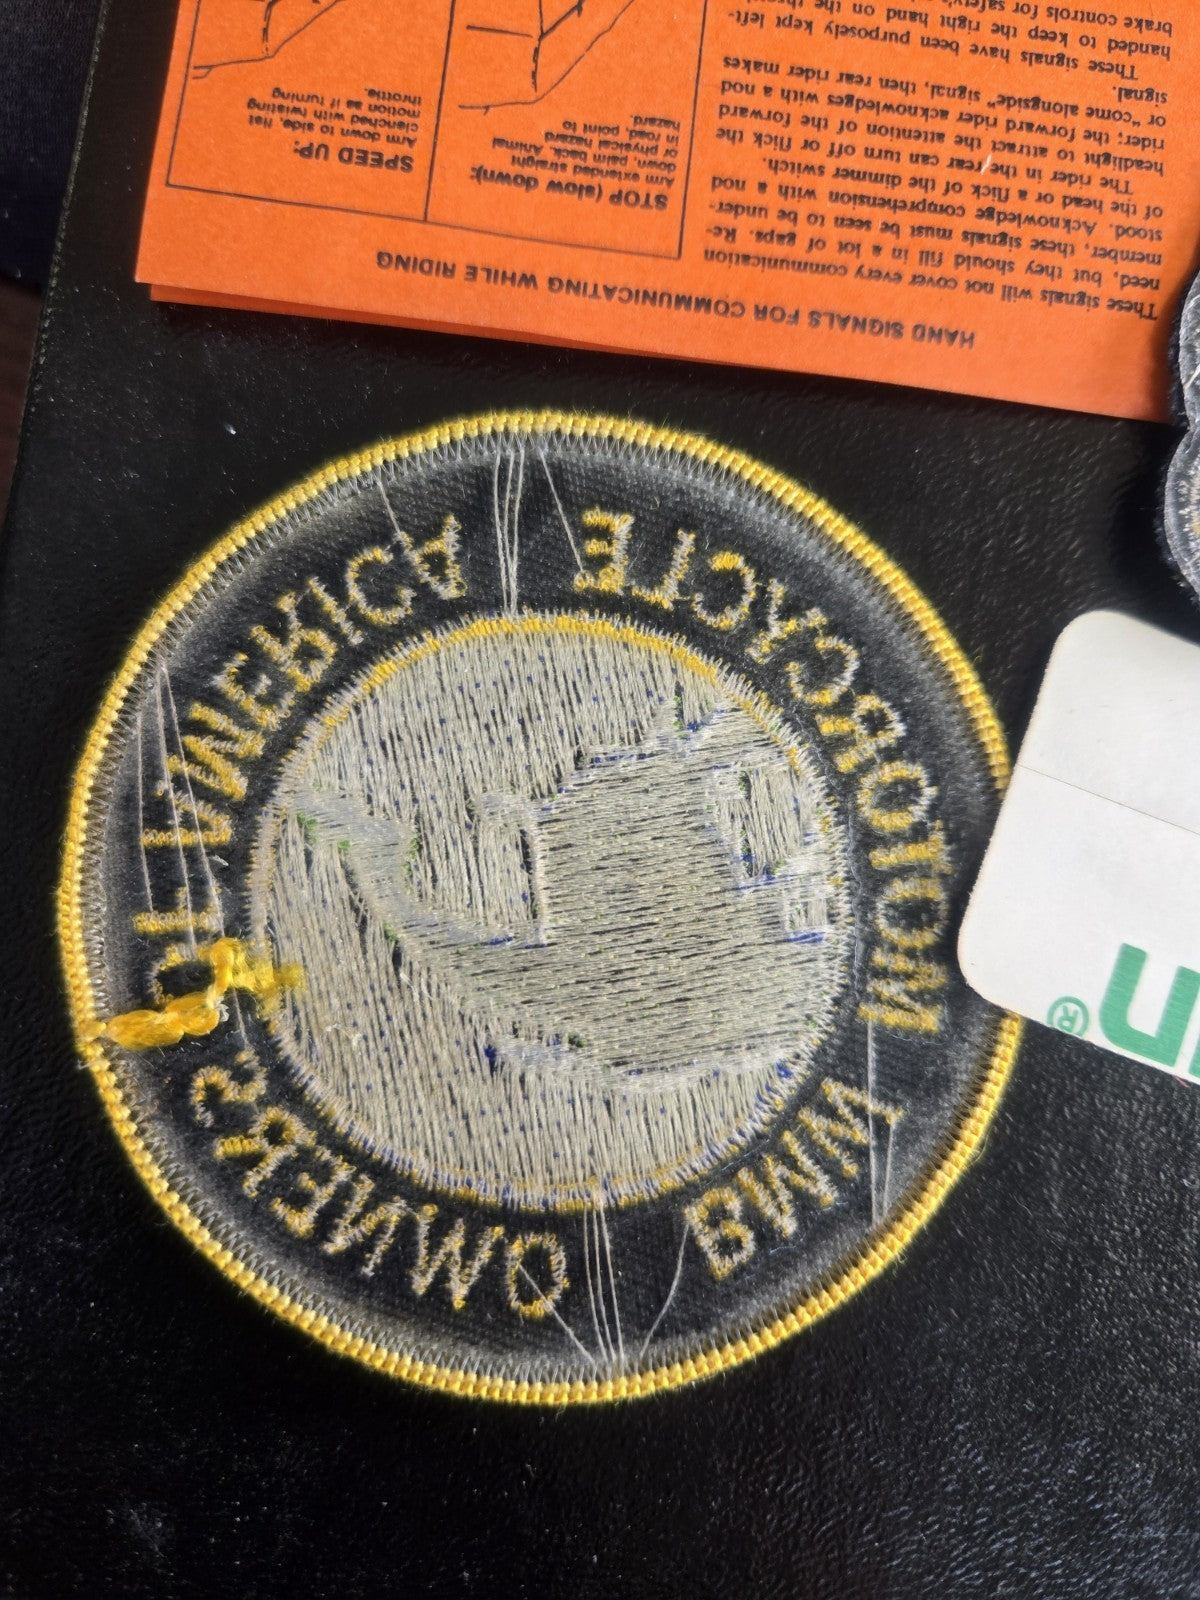 HAND SIGNALS FOR COMMUNICATING WHILE RIDING
These signals will not cover every communication
need, but they should fill in a lot of gaps. Re-
member, these signals must be seen to be under-
stood. Acknowledge comprehension with a nod
of the head or a flick of the dimmer switch.
The rider in the rear can turn off or flick the
headlight to attract the attention of the forward
rider; the forward rider acknowledges with a nod
or "come alongside" signal, then rear rider makes
signal.
These signals have been purposely kept left-
handed to keep the right hand on the
brake controls for
STOP (slow down):
Arm extended straight
down, palm back. Animal
or physical hazard
in road, point to
hazard.
SPEED UP:
Arm down to side, fist
clenched with twisting
motion as if turning
throttle.
BMW MOTORCYCLE
OWNERS OF AMERICA
n®